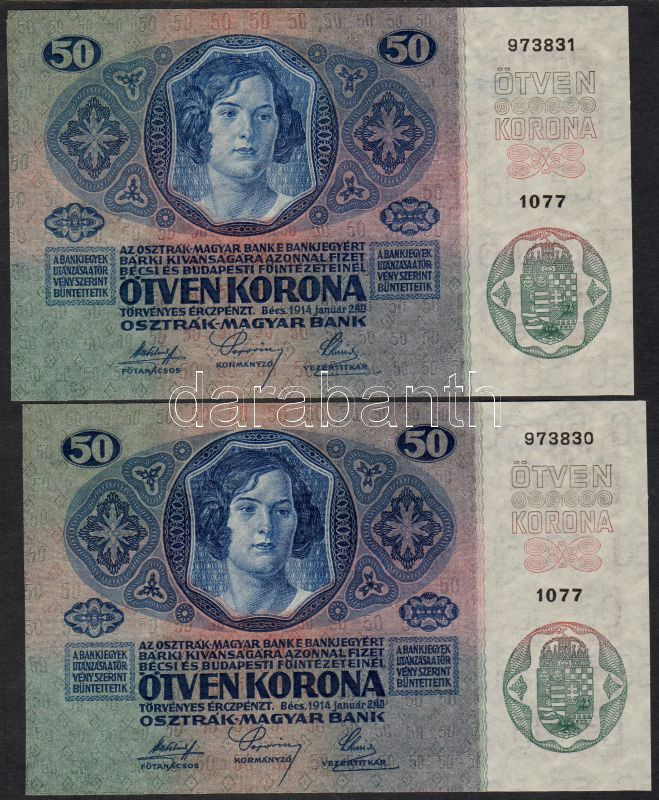 50
50
973831
ÖTVEN
KORONA
1077
AZ OSZTRÁK-MAGYAR BANK E BANKJEGYÉRT
BÁRKI KIVÁNSÁGÁRA AZONNAL FIZET
BÉCSI ÉS BUDAPESTI FŐINTÉZETEINÉL
ÖTVEN KORONA
TÖRVÉNYES ÉRCZPÉNZT. Bécs, 1914 január 2án
OSZTRÁK-MAGYAR BANK
A BANKJEGYEK
UTÁNZÁSA A TÖR
VÉNY SZERINT
BÜNTETTETIK
A BANKJEGYEK
UTÁNZÁSA A TÖR
VÉNY SZERINT
BÜNTETTETIK
FŐTANÁCSOS
KORMÁNYZÓ
VEZÉRTITKÁR
darabanth
50
50
973830
ÖTVEN
KORONA
1077
AZ OSZTRÁK-MAGYAR BANK E BANKJEGYÉRT
BÁRKI KIVÁNSÁGÁRA AZONNAL FIZET
BÉCSI ÉS BUDAPESTI FŐINTÉZETEINÉL
ÖTVEN KORONA
TÖRVÉNYES ÉRCZPÉNZT. Bécs, 1914 január 2án
OSZTRÁK-MAGYAR BANK
A BANKJEGYEK
UTÁNZÁSA A TÖR
VÉNY SZERINT
BÜNTETTETIK
A BANKJEGYEK
UTÁNZÁSA A TÖR
VÉNY SZERINT
BÜNTETTETIK
FŐTANÁCSOS
KORMÁNYZÓ
VEZÉRTITKÁR